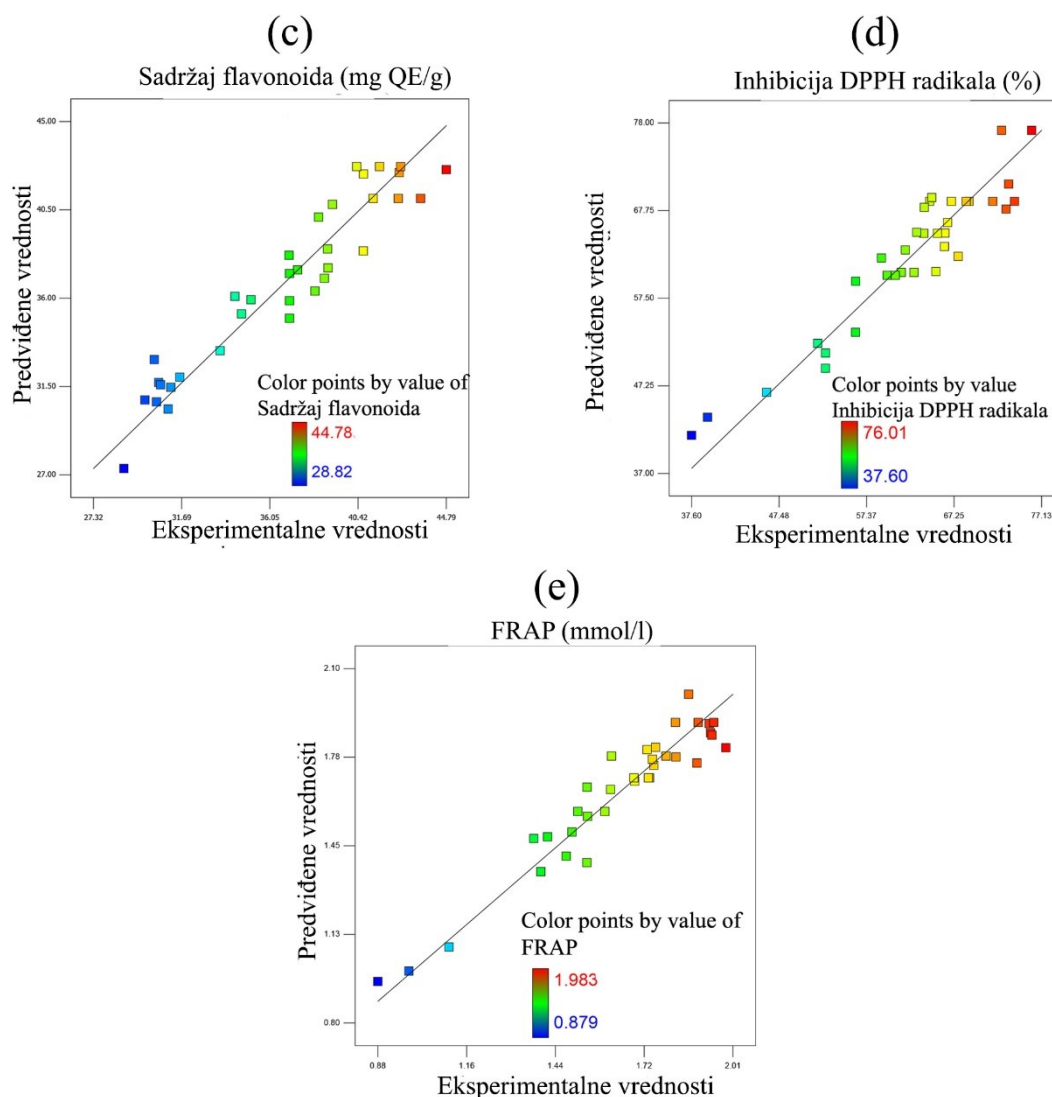 (c)
Sadržaj flavonoida (mg QE/g)
45.00
40.50
36.00
31.50
27.00
Predviđene vrednosti
Color points by value of
Sadržaj flavonoida
44.78
28.82
27.32 31.69 36.05 40.42 44.79
Eksperimentalne vrednosti
(d)
Inhibicija DPPH radikala (%)
78.00
67.75
57.50
47.25
37.00
Predviđene vrednosti
Color points by value
Inhibicija DPPH radikala
76.01
37.60
37.60 47.48 57.37 67.25 77.13
Eksperimentalne vrednosti
(e)
FRAP (mmol/l)
2.10
1.78
1.45
1.13
0.80
Predviđene vrednosti
Color points by value of
FRAP
1.983
0.879
0.88 1.16 1.44 1.72 2.01
Eksperimentalne vrednosti